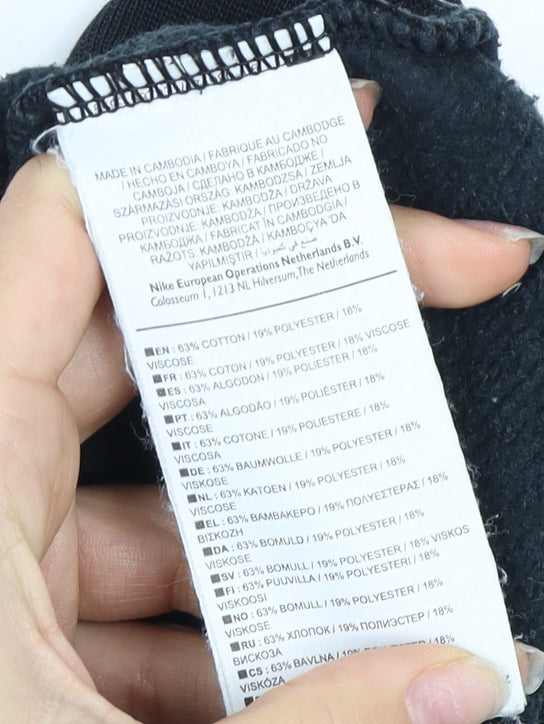 MADE IN CAMBODIA / FABRIQUE AU CAMBODGE
/ HECHO EN CAMBOYA / FABRICADO NO
CAMBOJA / СДЕЛАНО В КАМБОДЖЕ /
SZÁRMAZÁSI ORSZÁG: KAMBODZSA / ZEMLJA
PROIZVODNJE: KAMBODŽA / DRŽAVA
PROIZVODNJE: KAMBODŽA / ПРОИЗВЕДЕНО В
КАМБОДЖА / FABRICAT ÎN CAMBODGIA /
RAŽOTS: KAMBODŽA / KAMBOÇYA 'DA
YAPILMIŞTIR / صنع في كمبوديا
Nike European Operations Netherlands B.V.
Colosseum 1, 1213 NL Hilversum, The Netherlands
■EN : 63% COTTON / 19% POLYESTER / 18%
VISCOSE
■FR : 63% COTON / 19% POLYESTER / 18% VISCOSE
■ES : 63% ALGODON / 19% POLIESTER / 18%
VISCOSA
■PT : 63% ALGODÃO / 19% POLIÉSTER / 18%
VISCOSE
■IT : 63% COTONE / 19% POLIESTERE / 18%
VISCOSA
■DE : 63% BAUMWOLLE / 19% POLYESTER / 18%
VISKOSE
■NL : 63% KATOEN / 19% POLYESTER / 18%
VISCOSE
■EL : 63% ΒΑΜΒΑΚΕΡΟ / 19% ΠΟΛΥΕΣΤΕΡΑΣ / 18%
ΒΙΣΚΟΖΗ
■DA : 63% BOMULD / 19% POLYESTER / 18%
VISKOSE
■SV : 63% BOMULL / 19% POLYESTER / 18% VISKOS
■FI : 63% PUUVILLA / 19% POLYESTERI / 18%
VISKOOSI
■NO : 63% BOMULL / 19% POLYESTER / 18%
VISKOSE
■RU : 63% ХЛОПОК / 19% ПОЛИЭСТЕР / 18%
ВИСКОЗА
■CS : 63% BAVLNA / 19% POLYESTER / 18%
VISKÓZA